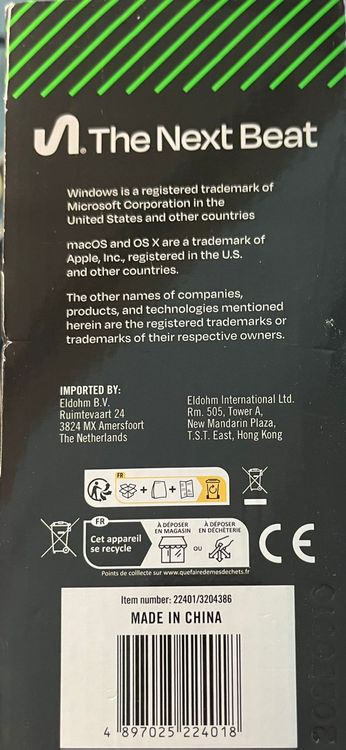 The Next Beat
Windows is a registered trademark of
Microsoft Corporation in the
United States and other countries
macOS and OS X are a trademark of
Apple, Inc., registered in the U.S.
and other countries.
The other names of companies,
products, and technologies mentioned
herein are the registered trademarks or
trademarks of their respective owners.
IMPORTED BY:
Eldohm B.V.
Ruimtevaart 24
3824 MX Amersfoort
The Netherlands
Eldohm International Ltd.
Rm. 505, Tower A,
New Mandarin Plaza,
T.S.T. East, Hong Kong
FR
FR
Cet appareil
se recycle
À DÉPOSER
EN MAGASIN
OU
À DÉPOSER
EN DÉCHÈTERIE
CE
Points de collecte sur www.quefairedemesdechets.fr
Item number: 22401/3204386
MADE IN CHINA
4 897025 224018